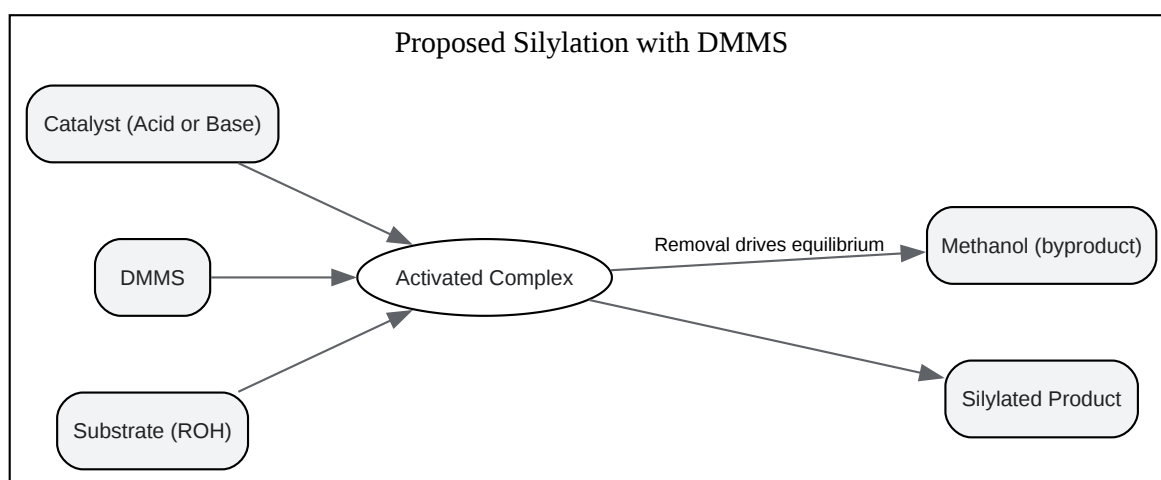 Proposed Silylation with DMMS
Catalyst (Acid or Base)
DMMS
Substrate (ROH)
Activated Complex
Removal drives equilibrium
Methanol (byproduct)
Silylated Product